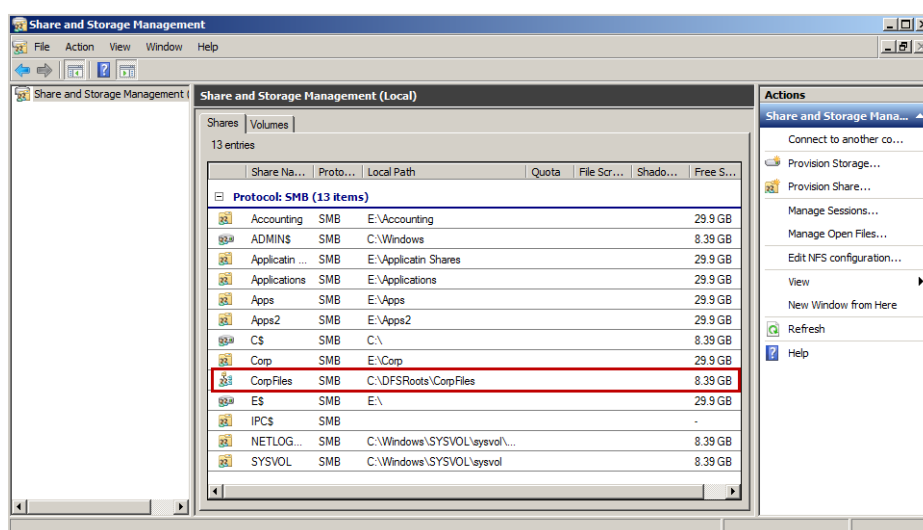 Share and Storage Management
File Action View Window Help
Share and Storage Management (
Share and Storage Management (Local)
Shares Volumes
13 entries
Share Na... Proto... Local Path Quota File Scr... Shado... Free S...
Protocol: SMB (13 items)
Accounting SMB E:\Accounting 29.9 GB
ADMIN$ SMB C:\Windows 8.39 GB
Applicatin ... SMB E:\Applicatin Shares 29.9 GB
Applications SMB E:\Applications 29.9 GB
Apps SMB E:\Apps 29.9 GB
Apps2 SMB E:\Apps2 29.9 GB
C$ SMB C:\ 8.39 GB
Corp SMB E:\Corp 29.9 GB
CorpFiles SMB C:\DFSRoots\CorpFiles 8.39 GB
E$ SMB E:\ 29.9 GB
IPC$ SMB -
NETLOG... SMB C:\Windows\SYSVOL\sysvol\... 8.39 GB
SYSVOL SMB C:\Windows\SYSVOL\sysvol 8.39 GB
Actions
Share and Storage Mana...
Connect to another co...
Provision Storage...
Provision Share...
Manage Sessions...
Manage Open Files...
Edit NFS configuration...
View
New Window from Here
Refresh
Help